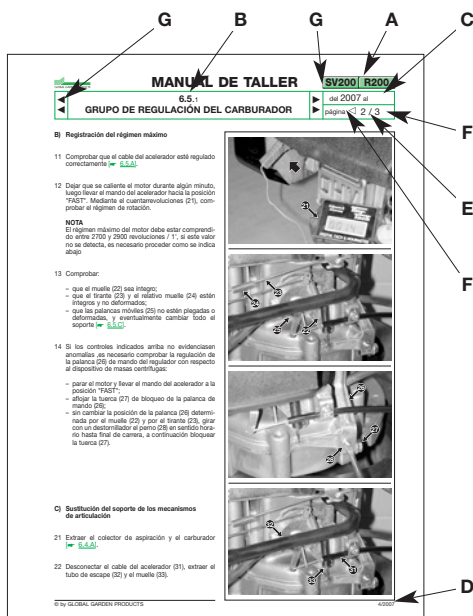 G B G A C
GLOBAL GARDEN PRODUCTS
MANUAL DE TALLER
SV200 R200
6.5.1
GRUPO DE REGULACIÓN DEL CARBURADOR
del 2007 al
página 2 / 3
F
E
F
B) Registración del régimen máximo
11 Comprobar que el cable del acelerador esté regulado
correctamente [☛ 6.5.A].
12 Dejar que se caliente el motor durante algún minuto,
luego llevar el mando del acelerador hacia la posición
"FAST". Mediante el cuentarrevoluciones (21), com-
probar el régimen de rotación.
NOTA
El régimen máximo del motor debe estar comprendi-
do entre 2700 y 2900 revoluciones / 1', si este valor
no se detecta, es necesario proceder como se indica
abajo
13 Comprobar:
– que el muelle (22) sea íntegro;
– que el tirante (23) y el relativo muelle (24) estén
íntegros y no deformados;
– que las palancas móviles (25) no estén plegadas o
deformadas, y eventualmente cambiar todo el
soporte [☛ 6.5.C].
14 Si los controles indicados arriba no evidenciasen
anomalías ,es necesario comprobar la regulación de
la palanca (26) de mando del regulador con respecto
al dispositivo de masas centrífugas:
– parar el motor y llevar el mando del acelerador a la
posición "FAST";
– aflojar la tuerca (27) de bloqueo de la palanca de
mando (26);
– sin cambiar la posición de la palanca (26) determi-
nada por el muelle (22) y por el tirante (23), girar
con un destornillador el perno (28) en sentido hora-
rio hasta final de carrera, a continuación bloquear
la tuerca (27).
C) Sustitución del soporte de los mecanismos
de articulación
21 Extraer el colector de aspiración y el carburador
[☛ 6.4.A].
22 Desconectar el cable del acelerador (31), extraer el
tubo de escape (32) y el muelle (33).
21
23
24
25 22
26
27
28
32
33 31
D
© by GLOBAL GARDEN PRODUCTS 4/2007